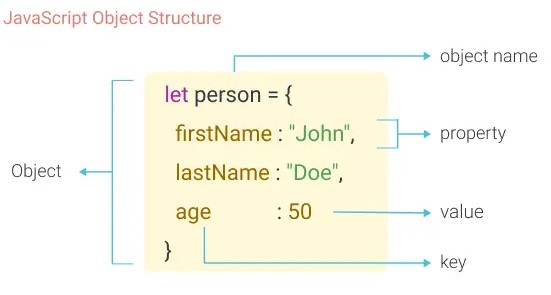 JavaScript Object Structure
object name
let person = {
firstName : "John",
property
lastName : "Doe",
Object
age : 50
value
}
key